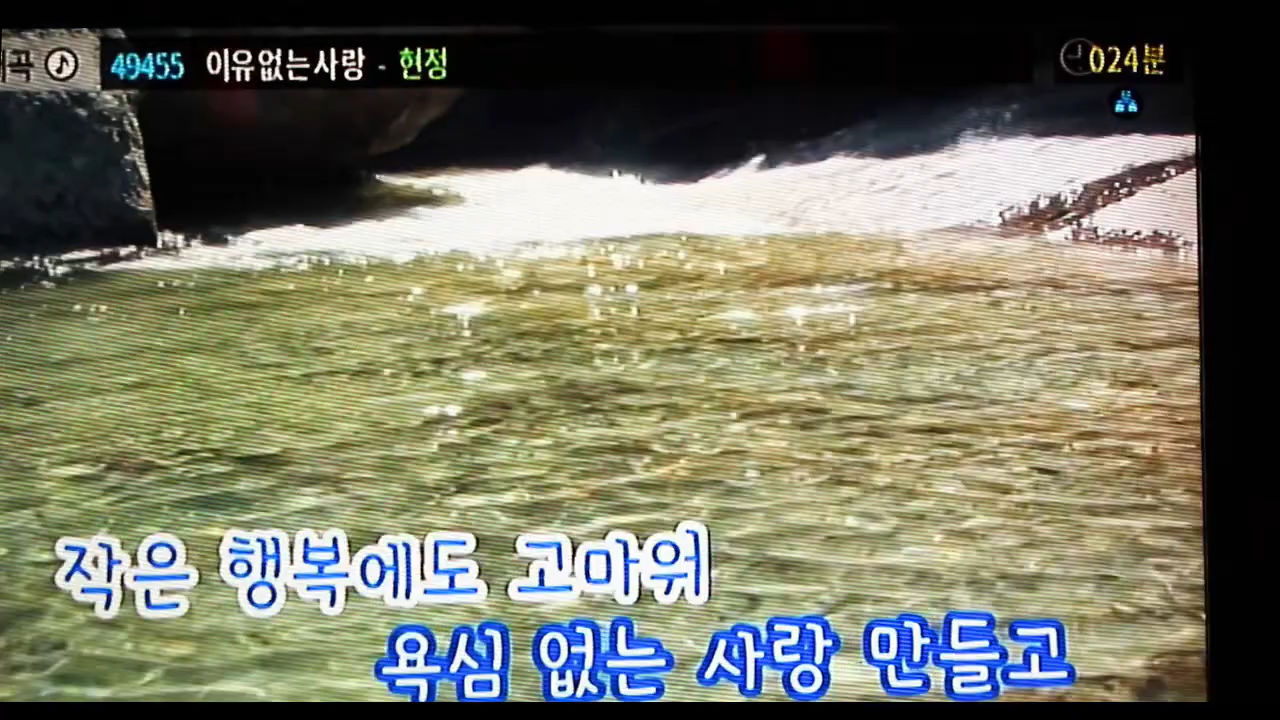 곡 49455 이유없는사랑 - 현정 024분
작은 행복에도 고마워
욕심 없는 사랑 만들고